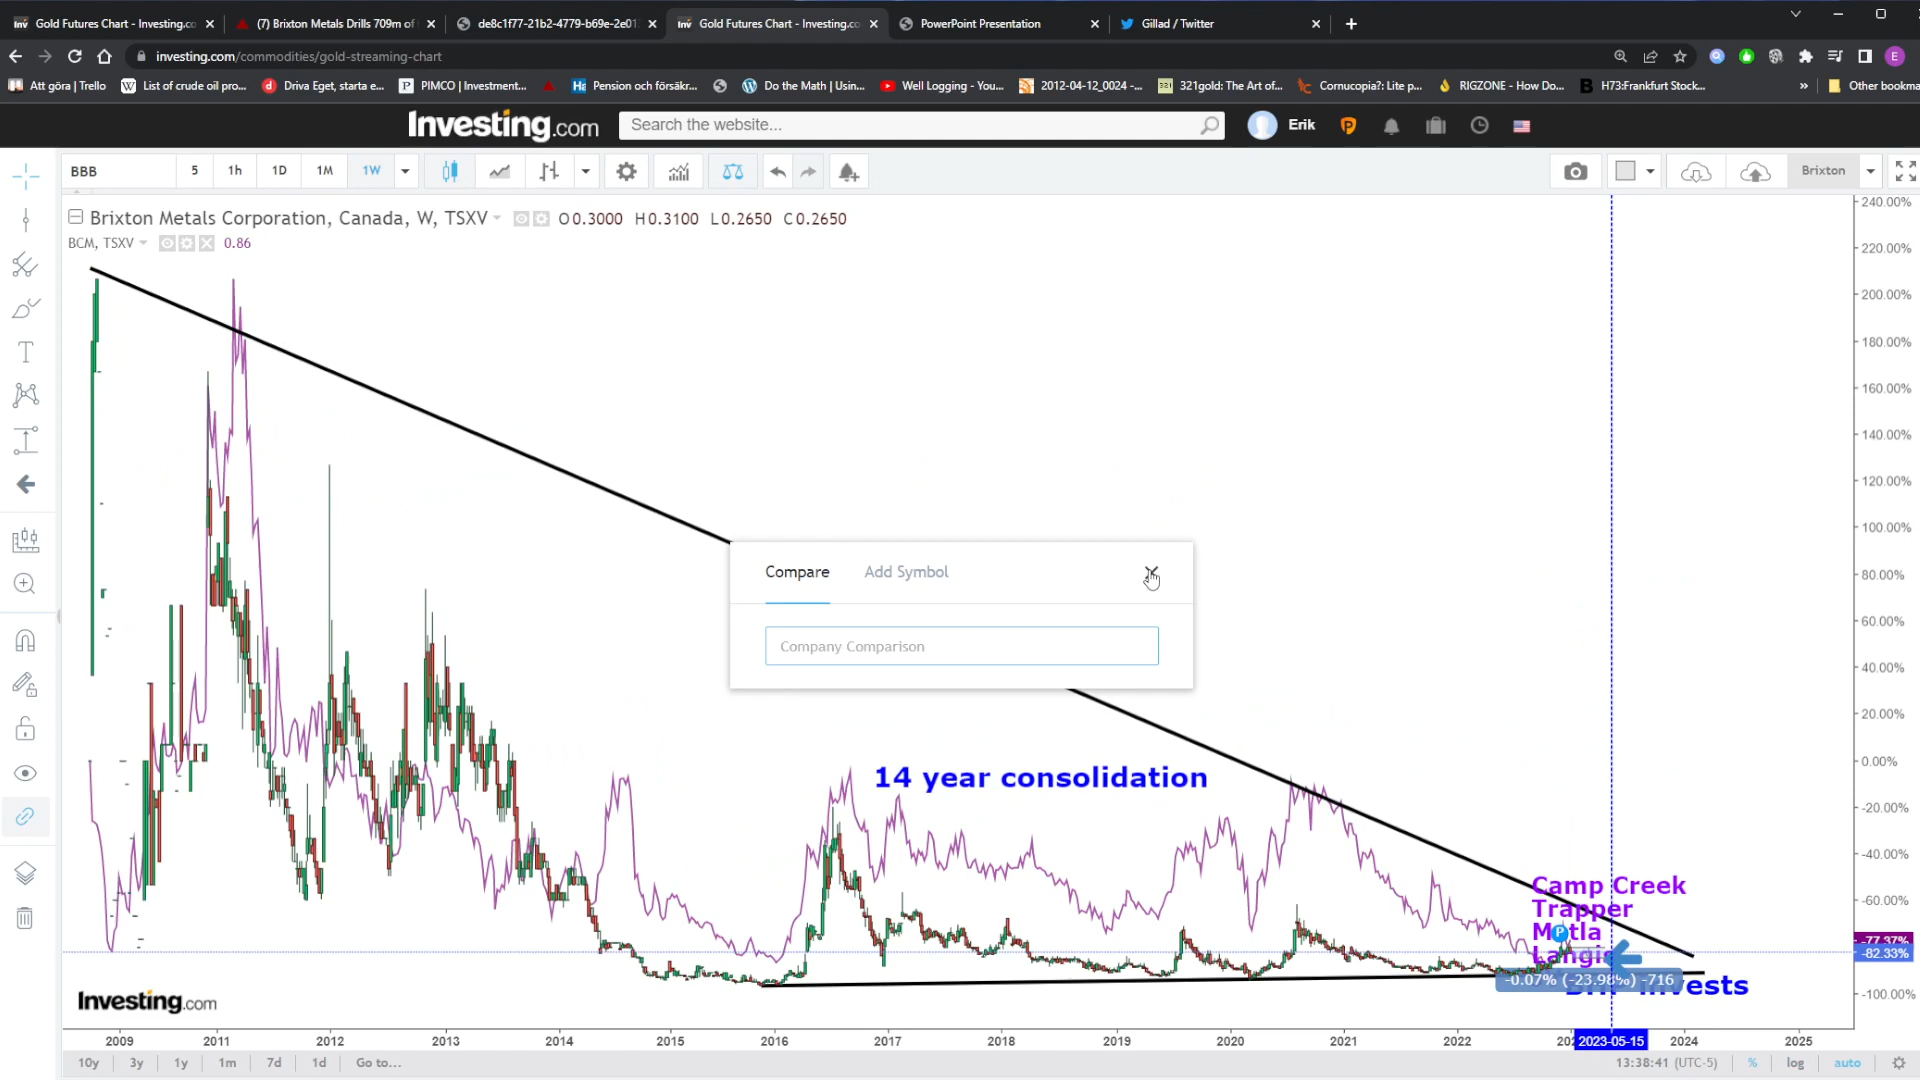 Gold Futures Chart - Investing.co
(7) Brixton Metals Drills 709m of
de8c1f77-21b2-4779-b69e-2e01
Gold Futures Chart - Investing.co
PowerPoint Presentation
Gillad / Twitter
investing.com/commodities/gold-streaming-chart
E
Att göra | Trello
List of crude oil pro...
Driva Eget, starta e...
PIMCO | Investment...
Pension och försäkr...
Do the Math | Usin...
Well Logging - You...
2012-04-12_0024 -...
321gold: The Art of...
Cornucopia?: Lite p...
RIGZONE - How Do...
H73:Frankfurt Stock...
»
Other bookma
Investing.com
Search the website...
Erik
BBB
5
1h
1D
1M
1W
Brixton
Brixton Metals Corporation, Canada, W, TSXV
O 0.3000 H 0.3100 L 0.2650 C 0.2650
BCM, TSXV
0.86
240.00%
220.00%
200.00%
180.00%
160.00%
140.00%
120.00%
100.00%
80.00%
60.00%
40.00%
20.00%
0.00%
-20.00%
-40.00%
-60.00%
-77.37%
-82.33%
-100.00%
Compare
Add Symbol
Company Comparison
14 year consolidation
Camp Creek
Trapper
Metla
P
-0.07% (-23.98%) -716
invests
Investing.com
2009
2011
2012
2013
2014
2015
2016
2017
2018
2019
2020
2021
2022
2023-05-15
2024
2025
10y
3y
1y
1m
7d
1d
Go to...
13:38:41 (UTC-5)
%
log
auto